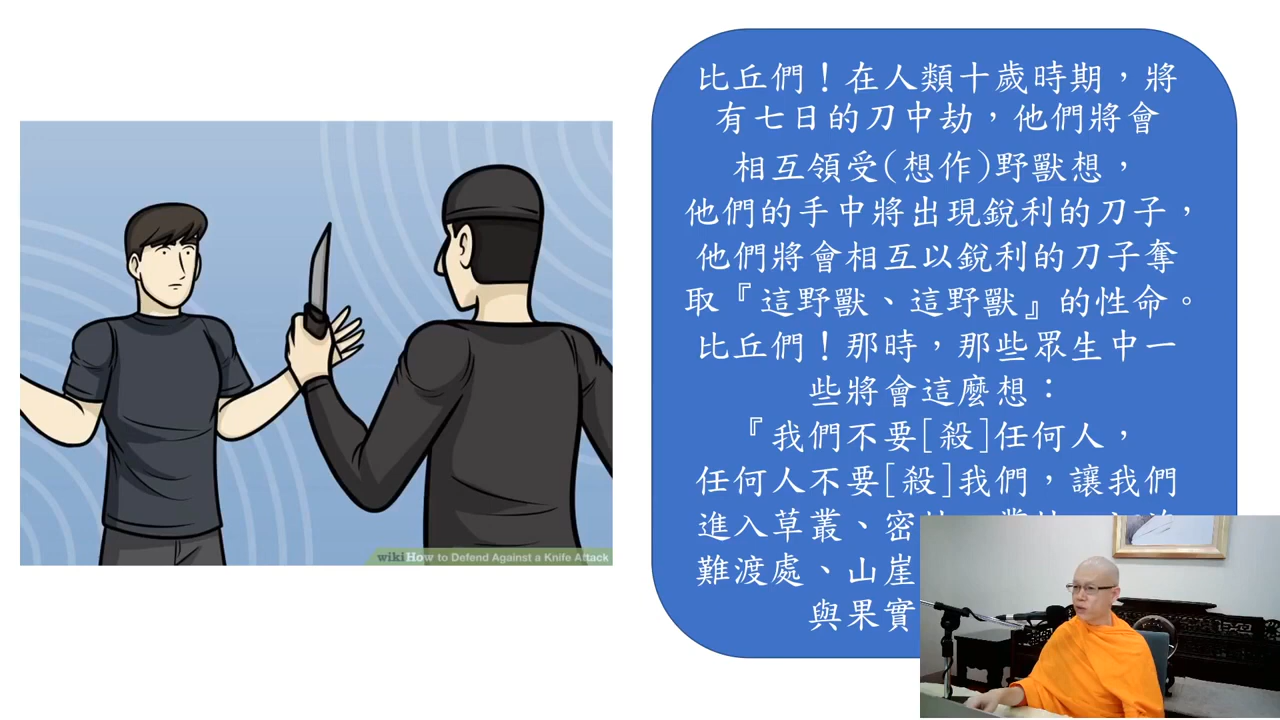 比丘們！在人類十歲時期，將
有七日的刀中劫，他們將會
相互領受(想作)野獸想，
他們的手中將出現銳利的刀子，
他們將會相互以銳利的刀子奪
取『這野獸、這野獸』的性命。
比丘們！那時，那些眾生中一
些將會這麼想：
『我們不要[殺]任何人，
任何人不要[殺]我們，讓我們
進入草叢、密
難渡處、山崖
與果實
wikiHow to Defend Against a Knife Attack